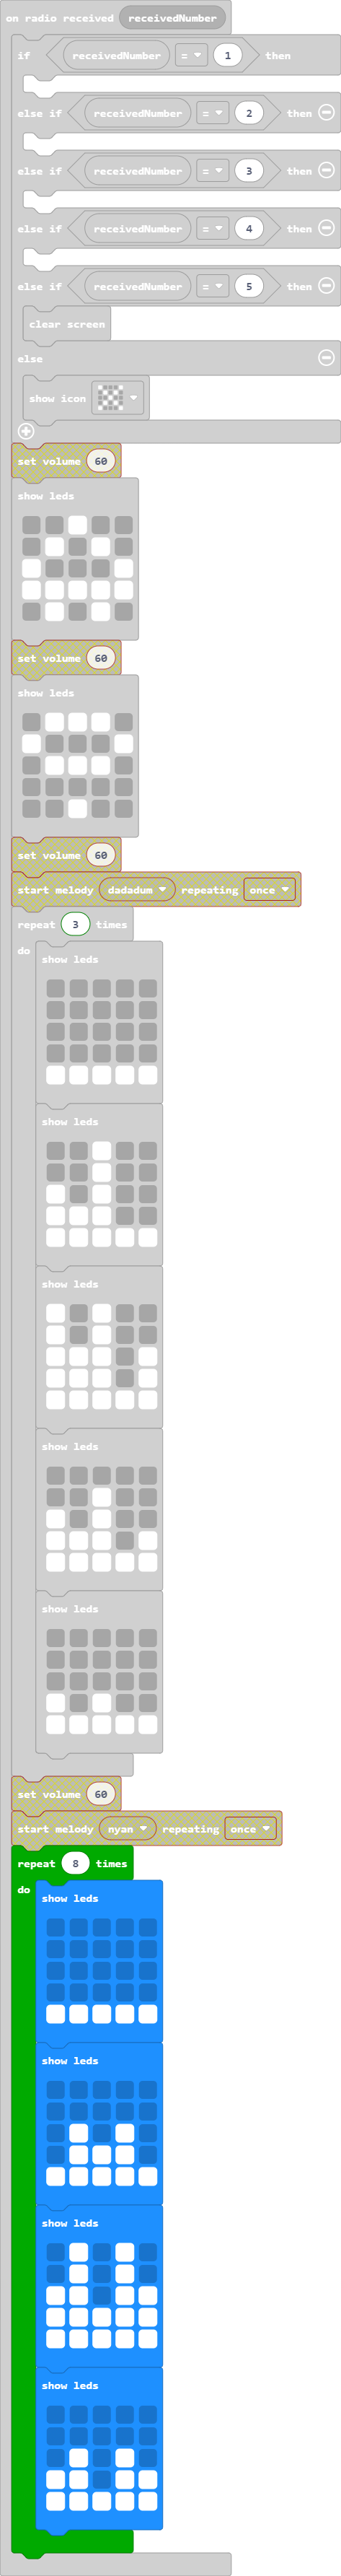 on radio received receivedNumber
if receivedNumber = 1 then
else if receivedNumber = 2 then
else if receivedNumber = 3 then
else if receivedNumber = 4 then
else if receivedNumber = 5 then
clear screen
else
show icon
set volume 60
show leds
set volume 60
show leds
set volume 60
start melody dadadum repeating once
repeat 3 times
do show leds
show leds
show leds
show leds
show leds
set volume 60
start melody nyan repeating once
repeat 8 times
do show leds
show leds
show leds
show leds